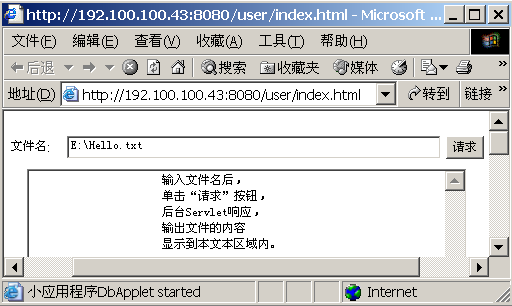 http://192.100.100.43:8080/user/index.html - Microsoft ...
文件(F) 编辑(E) 查看(V) 收藏(A) 工具(T) 帮助(H)
后退 搜索 收藏夹 媒体 »
地址(D) http://192.100.100.43:8080/user/index.html 转到 链接 »
文件名: E:\Hello.txt 请求
输入文件名后，
单击“请求”按钮，
后台Servlet响应，
输出文件的内容
显示到本文本区域内。
小应用程序DbApplet started Internet